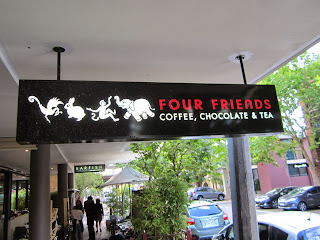 FOUR FRIENDS
COFFEE, CHOCOLATE & TEA